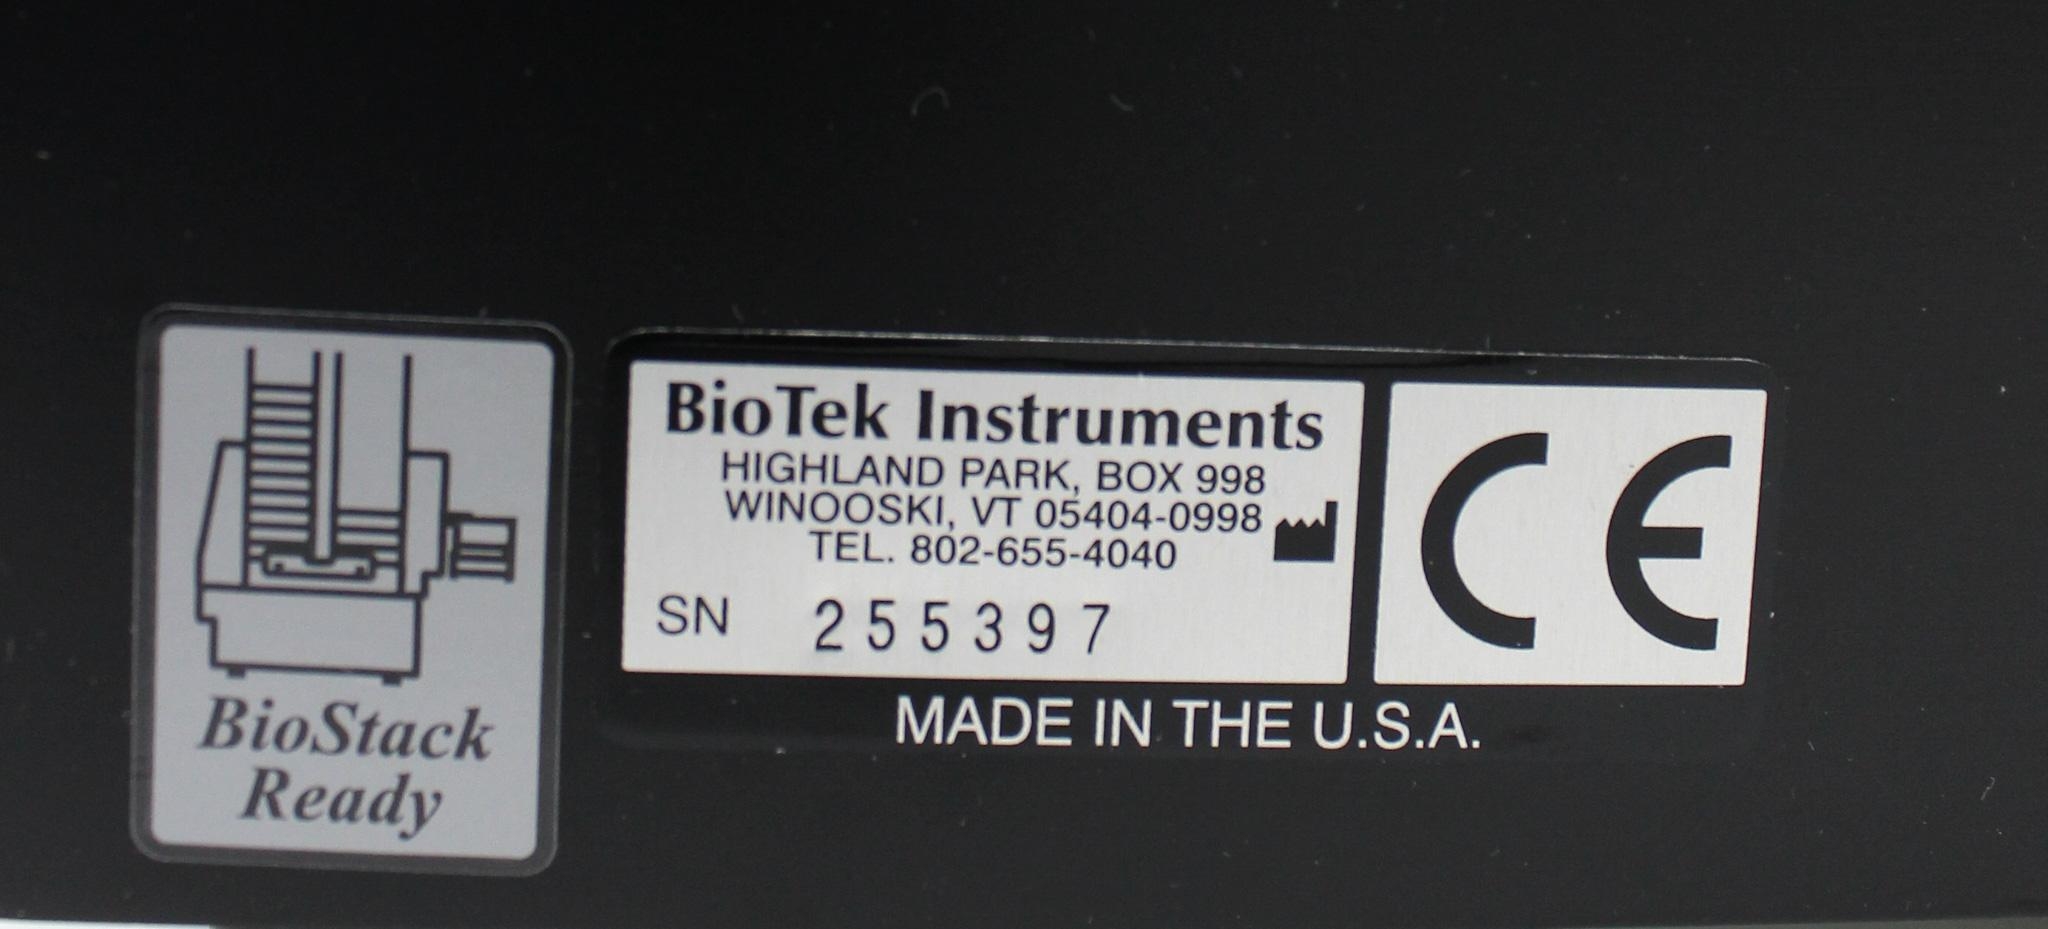 BioStack
Ready
BioTek Instruments
HIGHLAND PARK, BOX 998
WINOOSKI, VT 05404-0998
TEL. 802-655-4040
SN 255397
CE
MADE IN THE U.S.A.